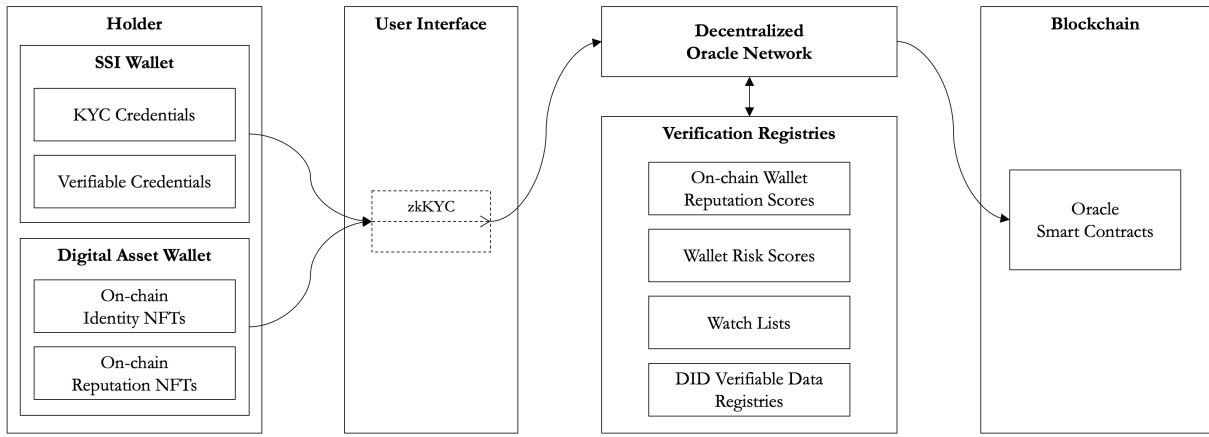 Holder
SSI Wallet
KYC Credentials
Verifiable Credentials
Digital Asset Wallet
On-chain
Identity NFTs
On-chain
Reputation NFTs
User Interface
zkKYC
Decentralized
Oracle Network
Verification Registries
On-chain Wallet
Reputation Scores
Wallet Risk Scores
Watch Lists
DID Verifiable Data
Registries
Blockchain
Oracle
Smart Contracts